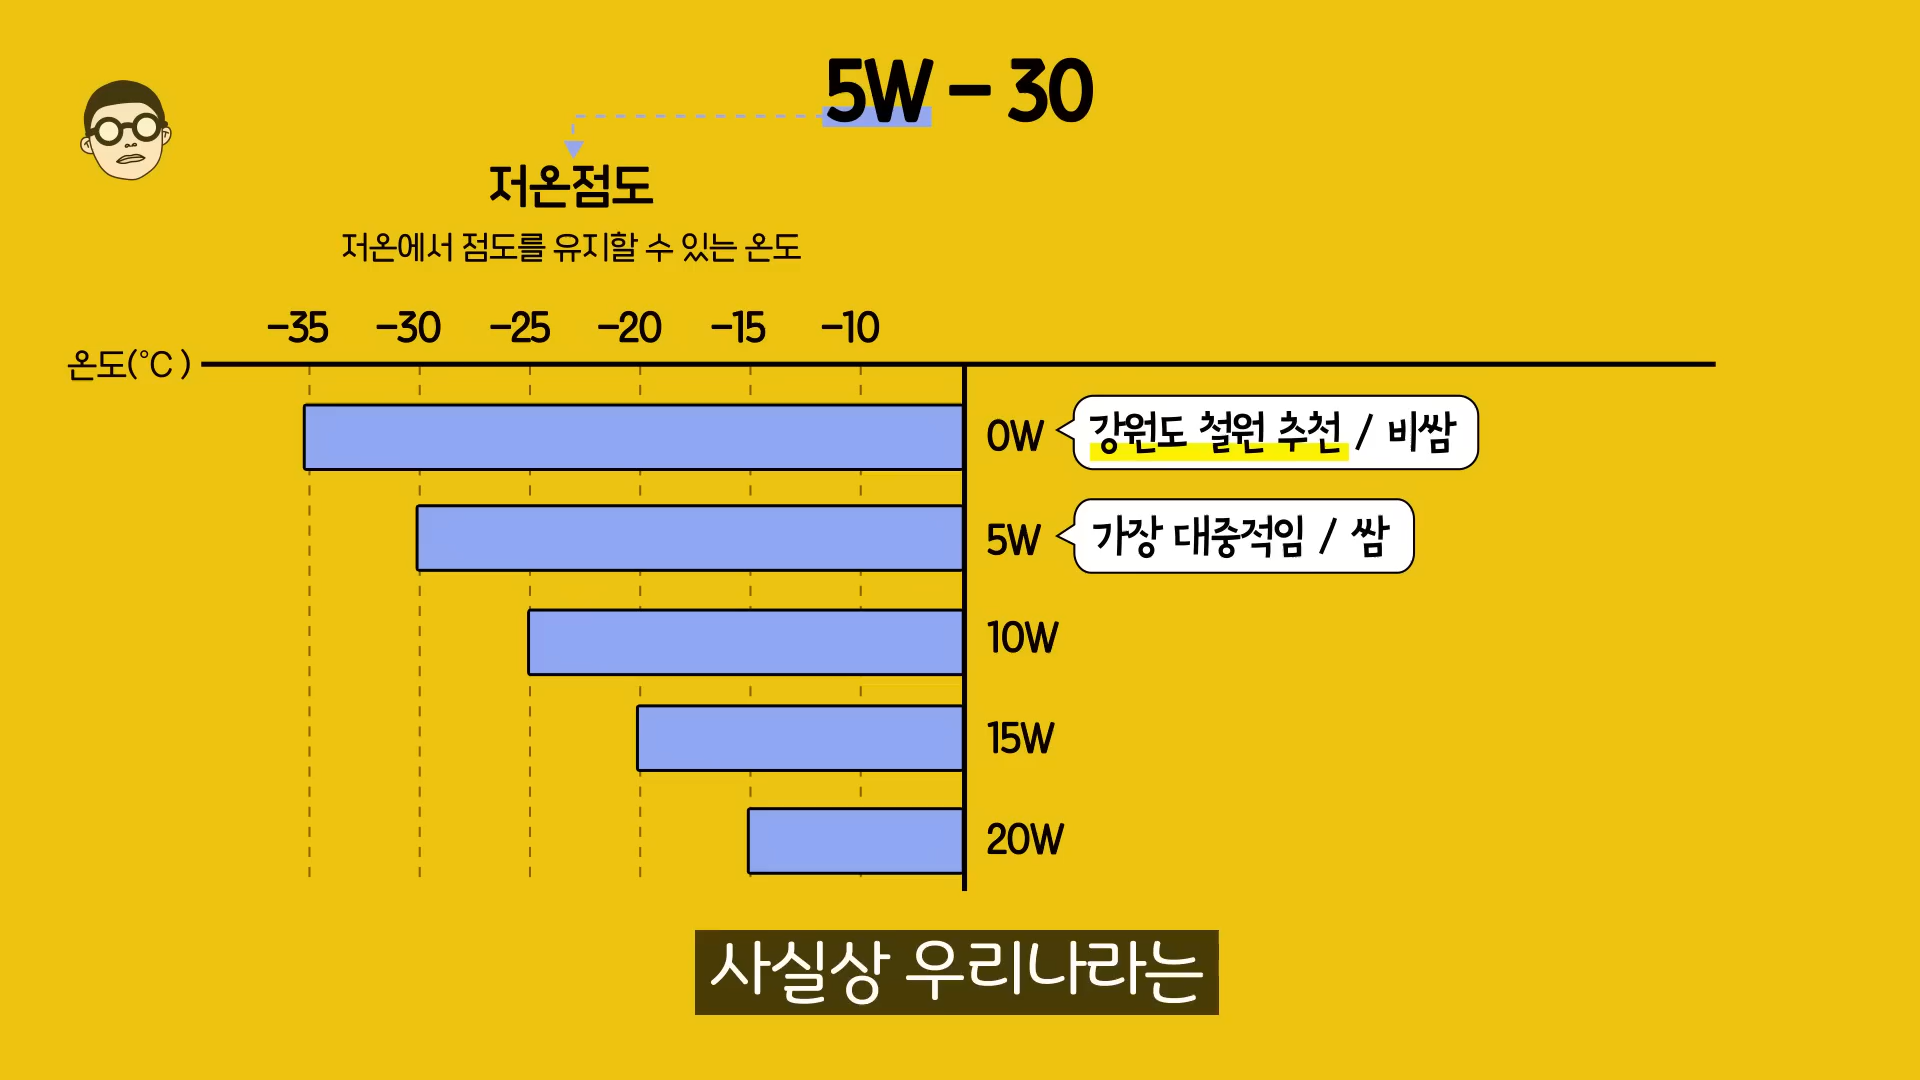 5W - 30
저온점도
저온에서 점도를 유지할 수 있는 온도
-35 -30 -25 -20 -15 -10
온도(°C)
0W 강원도 철원 추천 / 비쌈
5W 가장 대중적임 / 쌈
10W
15W
20W
사실상 우리나라는